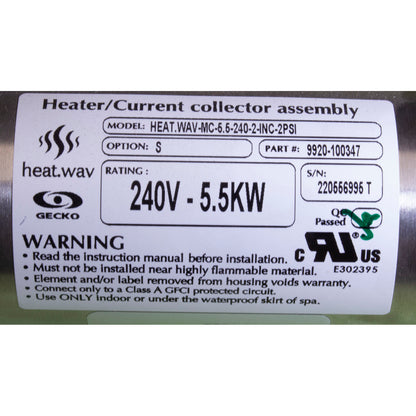 Heater/Current collector assembly
MODEL: HEAT.WAV-MC-5.5-240-2-INC-2PSI
OPTION: S PART #: 9920-100347
heat.wav
GECKO
RATING :
240V - 5.5KW
S/N:
220556995 T
QC
Passed
WARNING
• Read the instruction manual before installation.
• Must not be installed near highly flammable material.
• Element and/or label removed from housing voids warranty.
• Connect only to a Class A GFCI protected circuit.
• Use ONLY indoor or under the waterproof skirt of spa.
C RU US
E302395